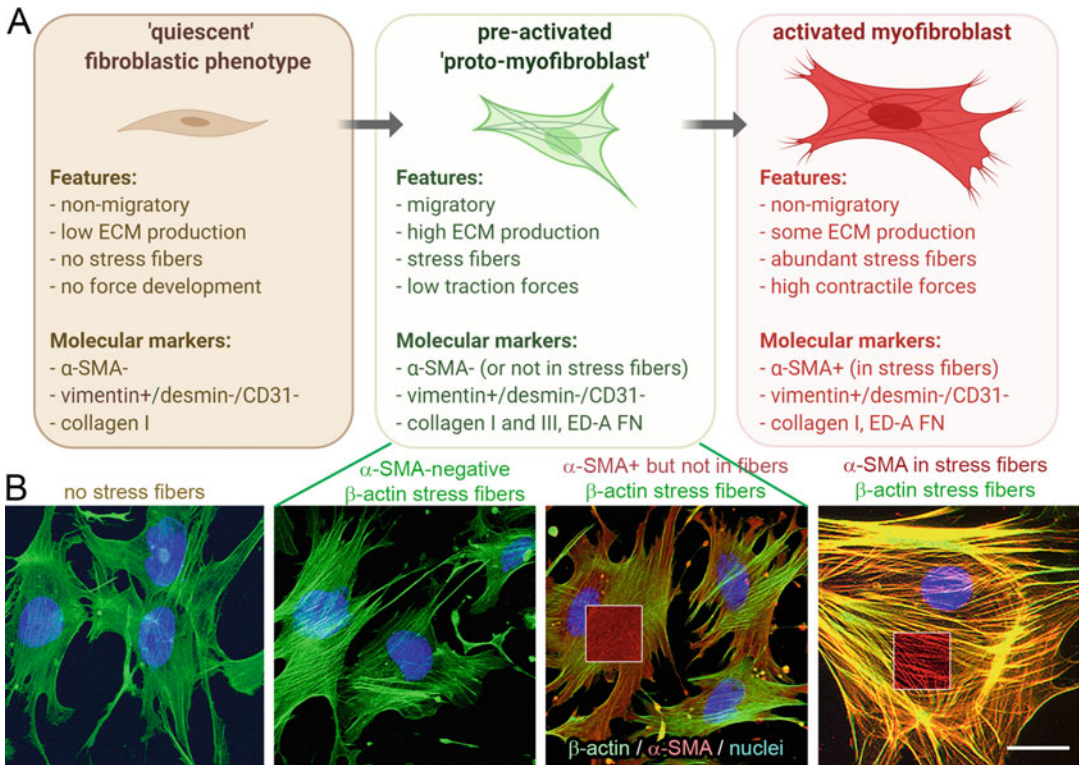 A
'quiescent'
fibroblastic phenotype
Features:
- non-migratory
- low ECM production
- no stress fibers
- no force development
Molecular markers:
- α-SMA-
- vimentin+/desmin-/CD31-
- collagen I
pre-activated
'proto-myofibroblast'
Features:
- migratory
- high ECM production
- stress fibers
- low traction forces
Molecular markers:
- α-SMA- (or not in stress fibers)
- vimentin+/desmin-/CD31-
- collagen I and III, ED-A FN
activated myofibroblast
Features:
- non-migratory
- some ECM production
- abundant stress fibers
- high contractile forces
Molecular markers:
- α-SMA+ (in stress fibers)
- vimentin+/desmin-/CD31-
- collagen I, ED-A FN
B
no stress fibers
α-SMA-negative
β-actin stress fibers
α-SMA+ but not in fibers
β-actin stress fibers
α-SMA in stress fibers
β-actin stress fibers
β-actin / α-SMA / nuclei